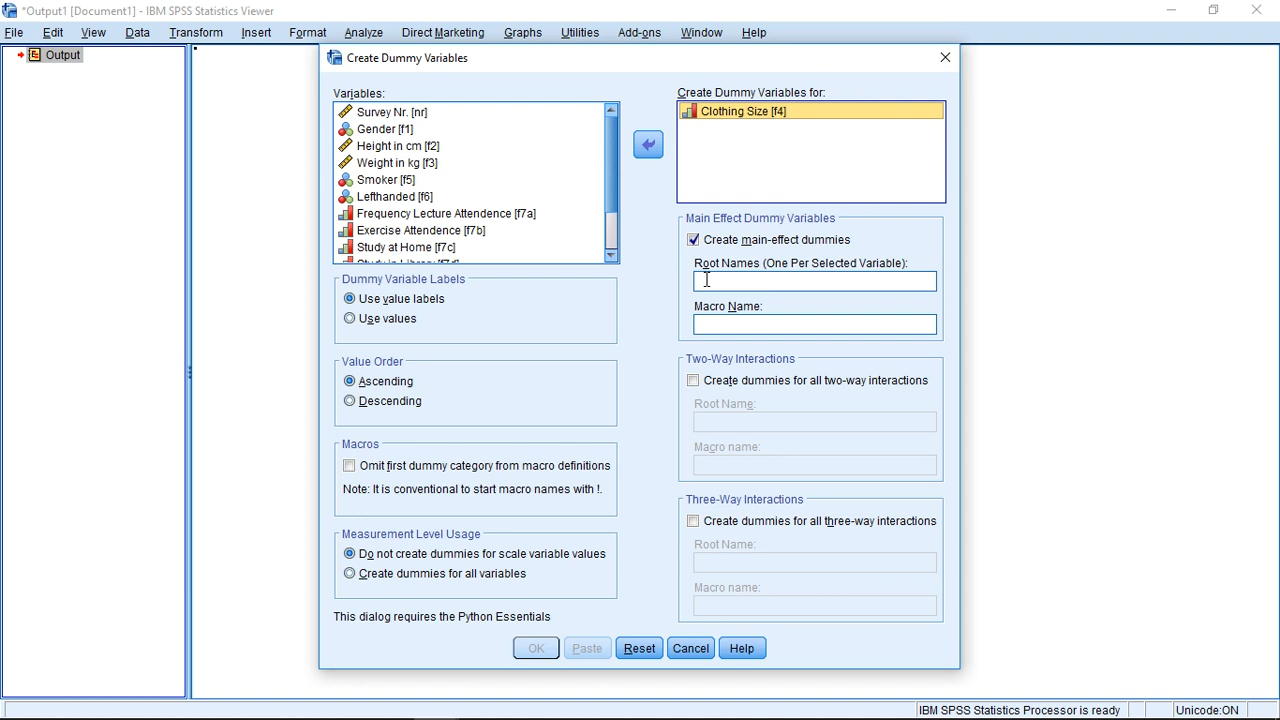 *Output1 [Document1] - IBM SPSS Statistics Viewer
File Edit View Data Transform Insert Format Analyze Direct Marketing Graphs Utilities Add-ons Window Help
Output
Create Dummy Variables
Variables:
Survey Nr. [nr]
Gender [f1]
Height in cm [f2]
Weight in kg [f3]
Smoker [f5]
Lefthanded [f6]
Frequency Lecture Attendence [f7a]
Exercise Attendence [f7b]
Study at Home [f7c]
Study in Library [f7d]
Dummy Variable Labels
Use value labels
Use values
Value Order
Ascending
Descending
Macros
Omit first dummy category from macro definitions
Note: It is conventional to start macro names with !.
Measurement Level Usage
Do not create dummies for scale variable values
Create dummies for all variables
This dialog requires the Python Essentials
Create Dummy Variables for:
Clothing Size [f4]
Main Effect Dummy Variables
Create main-effect dummies
Root Names (One Per Selected Variable):
Macro Name:
Two-Way Interactions
Create dummies for all two-way interactions
Root Name:
Macro name:
Three-Way Interactions
Create dummies for all three-way interactions
Root Name:
Macro name:
OK Paste Reset Cancel Help
IBM SPSS Statistics Processor is ready Unicode:ON